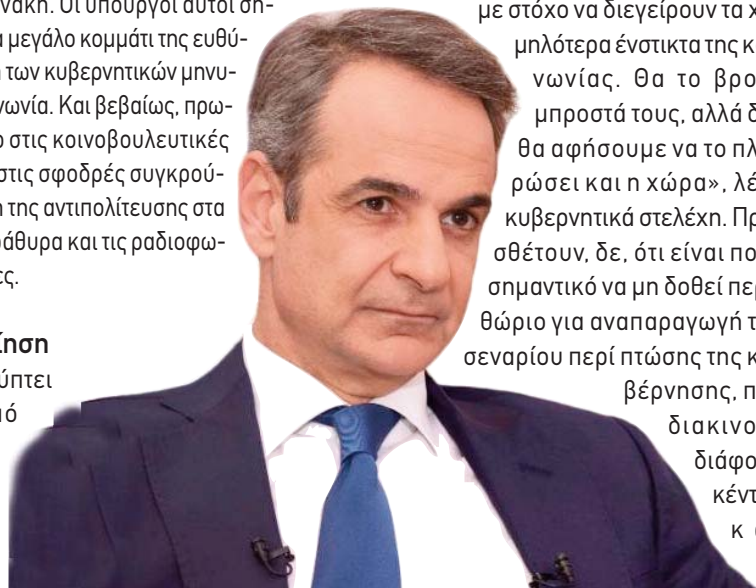 νάκη. Οι υπουργοί αυτοί ση-
α μεγάλο κομμάτι της ευθύ-
των κυβερνητικών μηνυ-
νωνία. Και βεβαίως, πρω-
ο στις κοινοβουλευτικές
στις σφοδρές συγκρού-
η της αντιπολίτευσης στα
άθυρα και τις ραδιοφω-
ες.
ίηση
ύπτει
μό
με στόχο να διεγείρουν τα χ
μηλότερα ένστικτα της κ
νωνίας. Θα το βρο
μπροστά τους, αλλά δ
θα αφήσουμε να το πλ
ρώσει και η χώρα», λέ
κυβερνητικά στελέχη. Πρ
σθέτουν, δε, ότι είναι πο
σημαντικό να μη δοθεί περ
θώριο για αναπαραγωγή τ
σεναρίου περί πτώσης της κ
βέρνησης, π
διακινο
διάφο
κέντ
κ